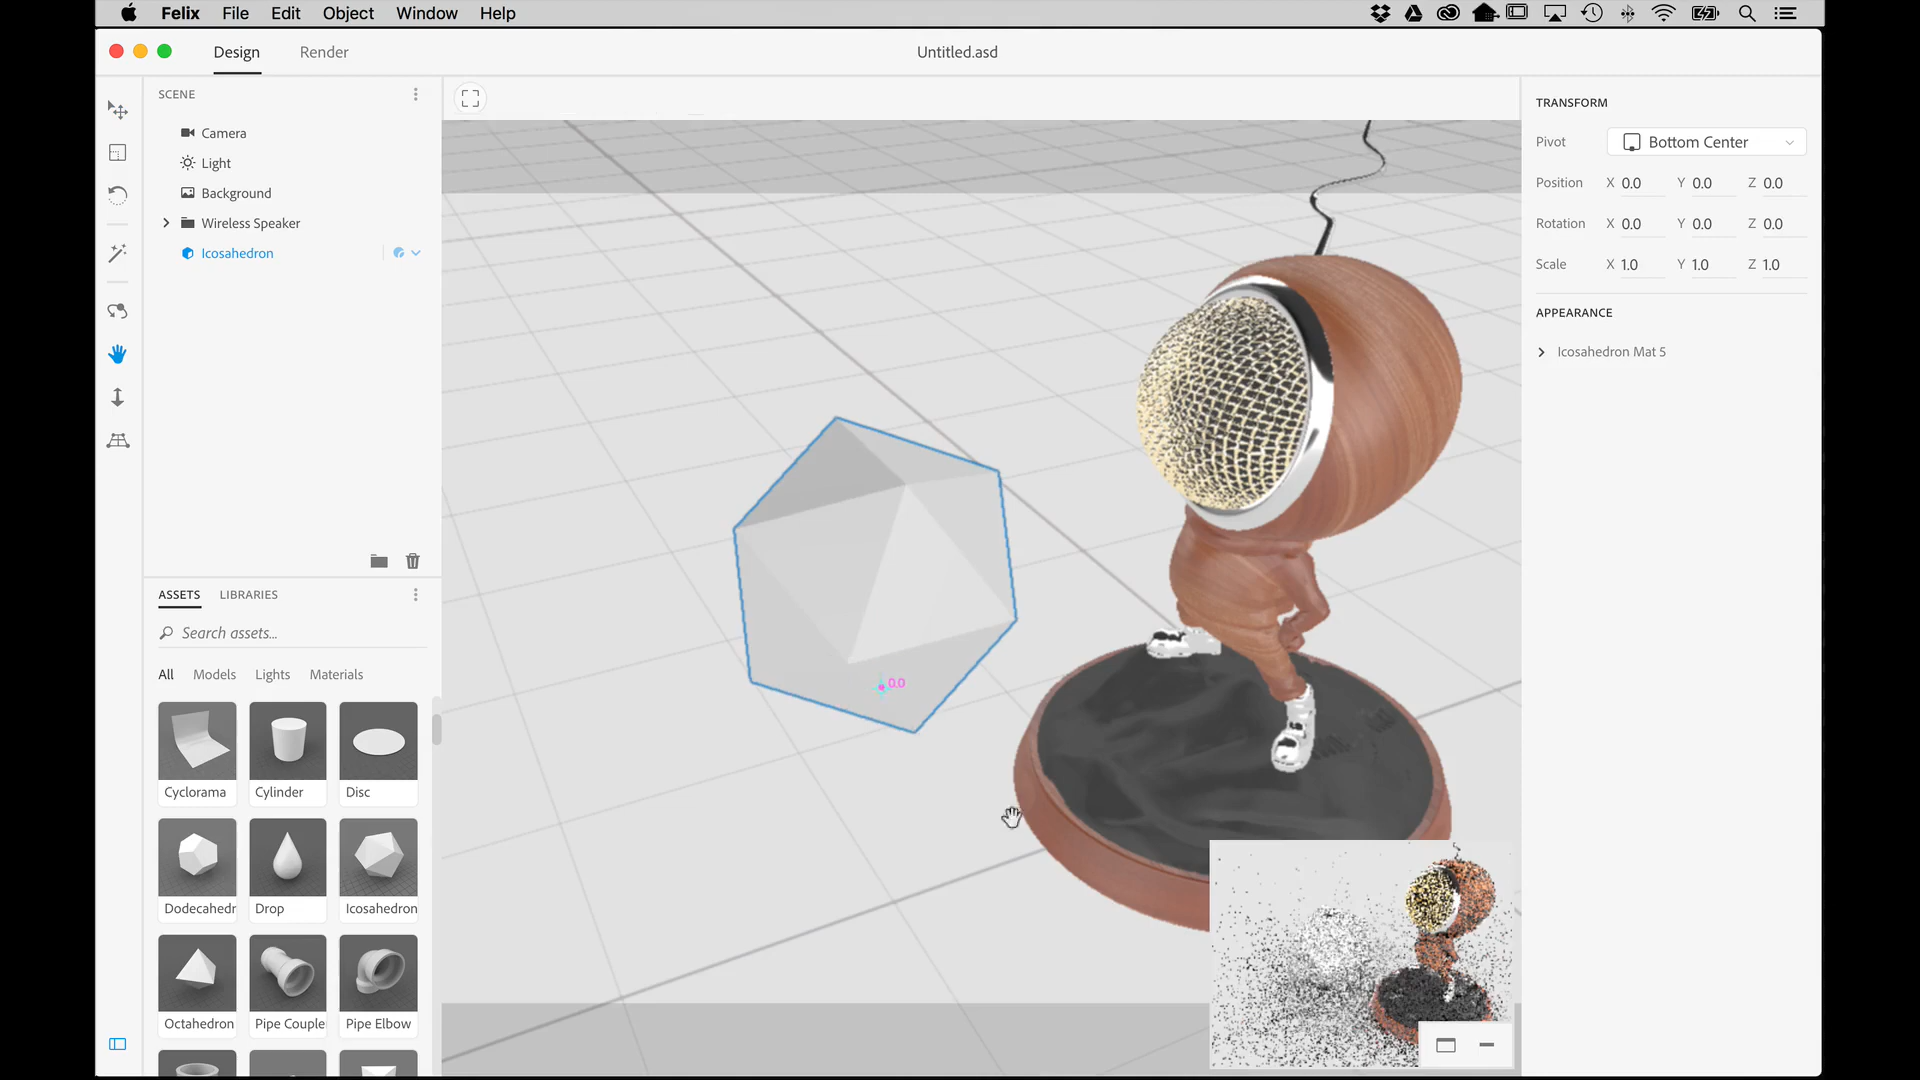 Felix File Edit Object Window Help
Design Render Untitled.asd
SCENE
Camera
Light
Background
Wireless Speaker
Icosahedron
ASSETS LIBRARIES
Search assets...
All Models Lights Materials
Cyclorama Cylinder Disc
Dodecahedr Drop Icosahedron
Octahedron Pipe Couple Pipe Elbow
0.0
TRANSFORM
Pivot Bottom Center
Position X 0.0 Y 0.0 Z 0.0
Rotation X 0.0 Y 0.0 Z 0.0
Scale X 1.0 Y 1.0 Z 1.0
APPEARANCE
Icosahedron Mat 5